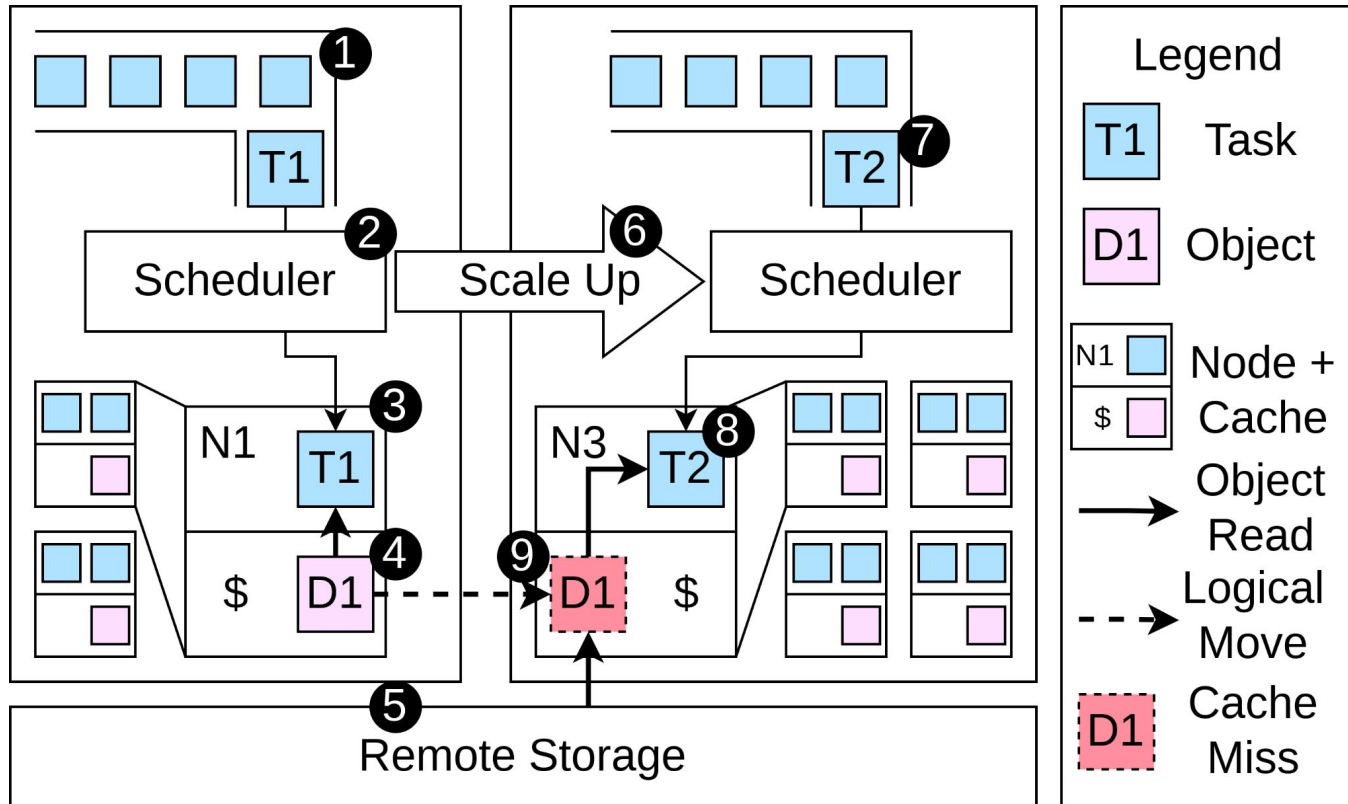 1
T1
2
Scheduler
3
N1
T1
4
$
D1
6
Scale Up
7
T2
Scheduler
8
N3
T2
9
D1
$
5
Remote Storage
Legend
T1
Task
D1
Object
N1
$
Node +
Cache
Object
Read
Logical
Move
D1
Cache
Miss